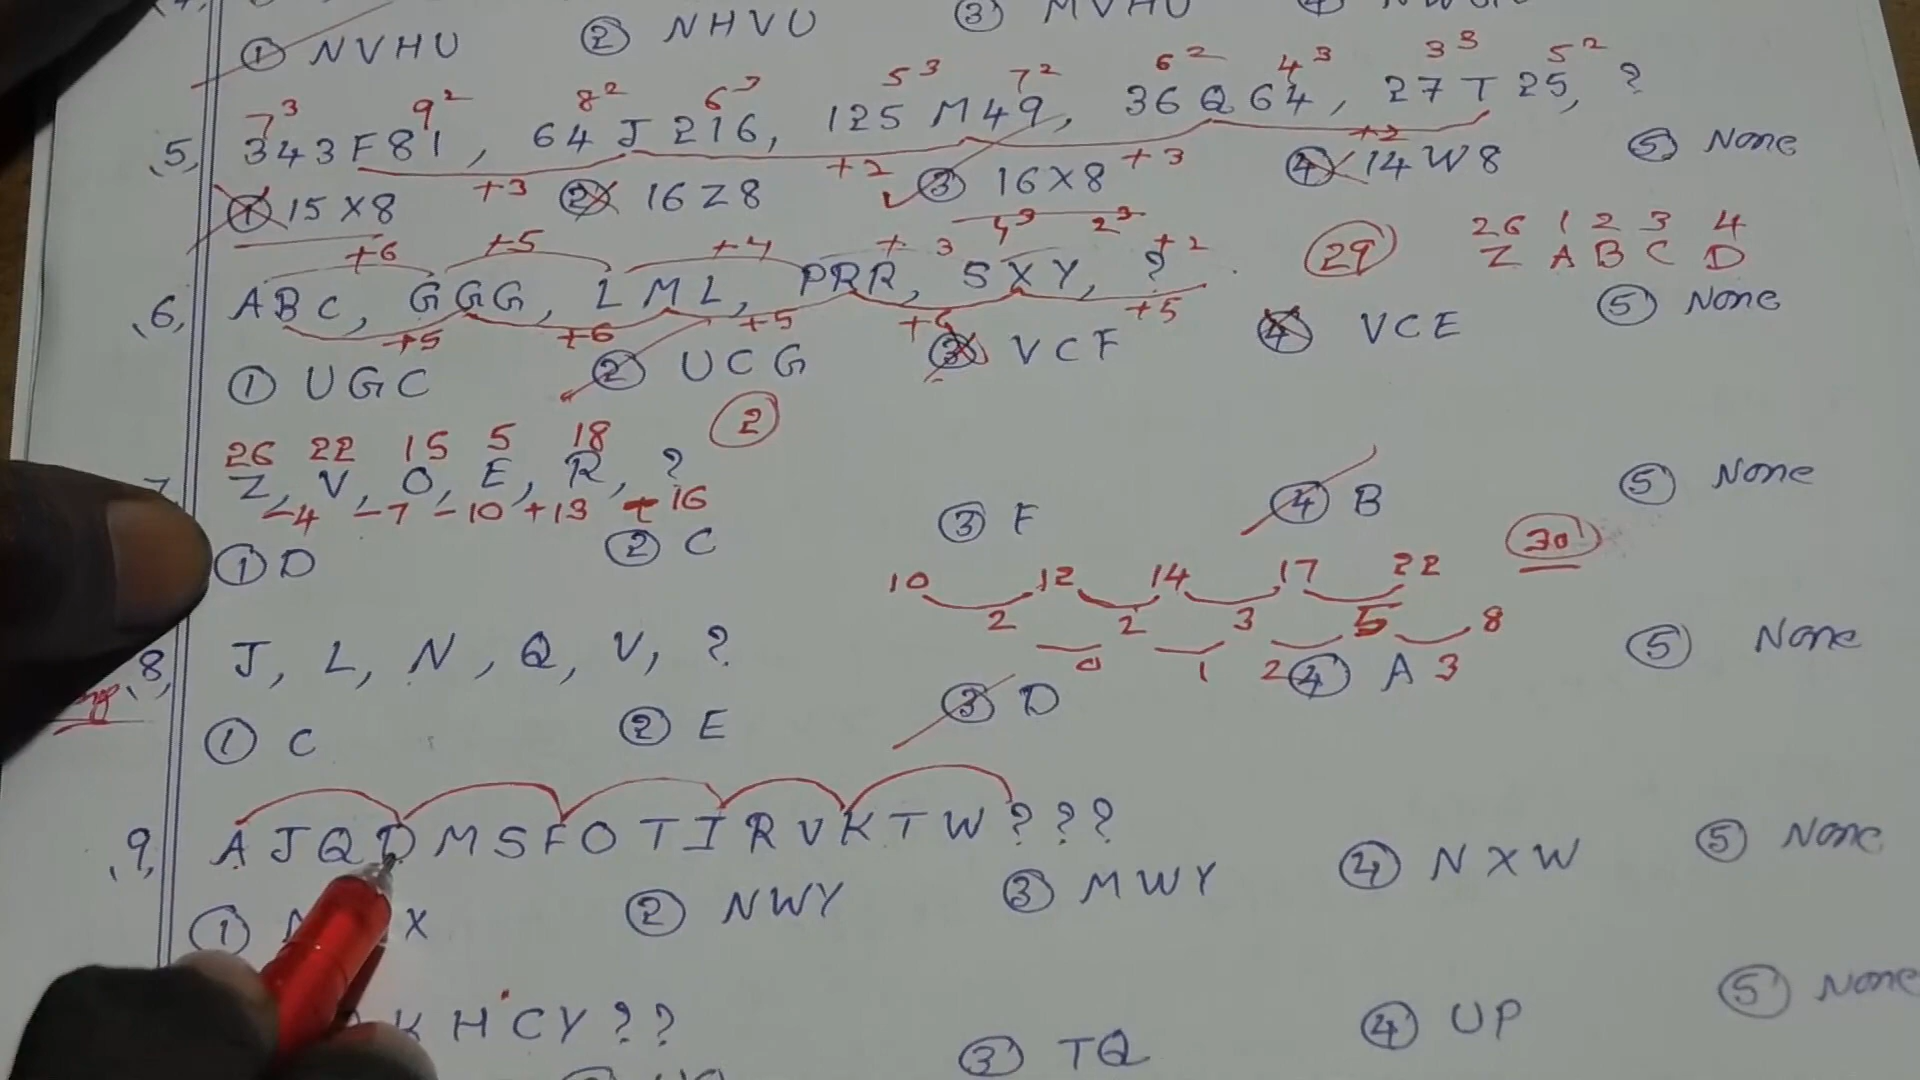 ① NVHU ② NHVU ③ MVHU
7³ 9² 8² 6³ 5³ 7² 6² 4³ 3³ 5²
5, 343F81, 64J216, 125M49, 36Q64, 27T25, ?
+3 +2 +3 +2
① 15X8 ② 16Z8 ③ 16X8 ④ 14W8 ⑤ None
4³ 2³
+6 +5 +4 +3 +2 29 26 1 2 3 4
Z A B C D
6, ABC, GGG, LML, PRR, SXY, ?
+5 +6 +5 +6 +5
① UGC ② UCG ③ VCF ④ VCE ⑤ None
2
26 22 15 5 18
Z, V, O, E, R, ?
-4 -7 -10 +13 +16
① D ② C ③ F ④ B ⑤ None
10 12 14 17 22 30
2 2 3 5 8
0 1 2 3
8, J, L, N, Q, V, ?
① C ② E ③ D ④ A ⑤ None
9, AJQDMSFOTIRVKTW???
① X ② NWY ③ MWY ④ NXW ⑤ None
KHCY??
③ TQ ④ UP ⑤ None